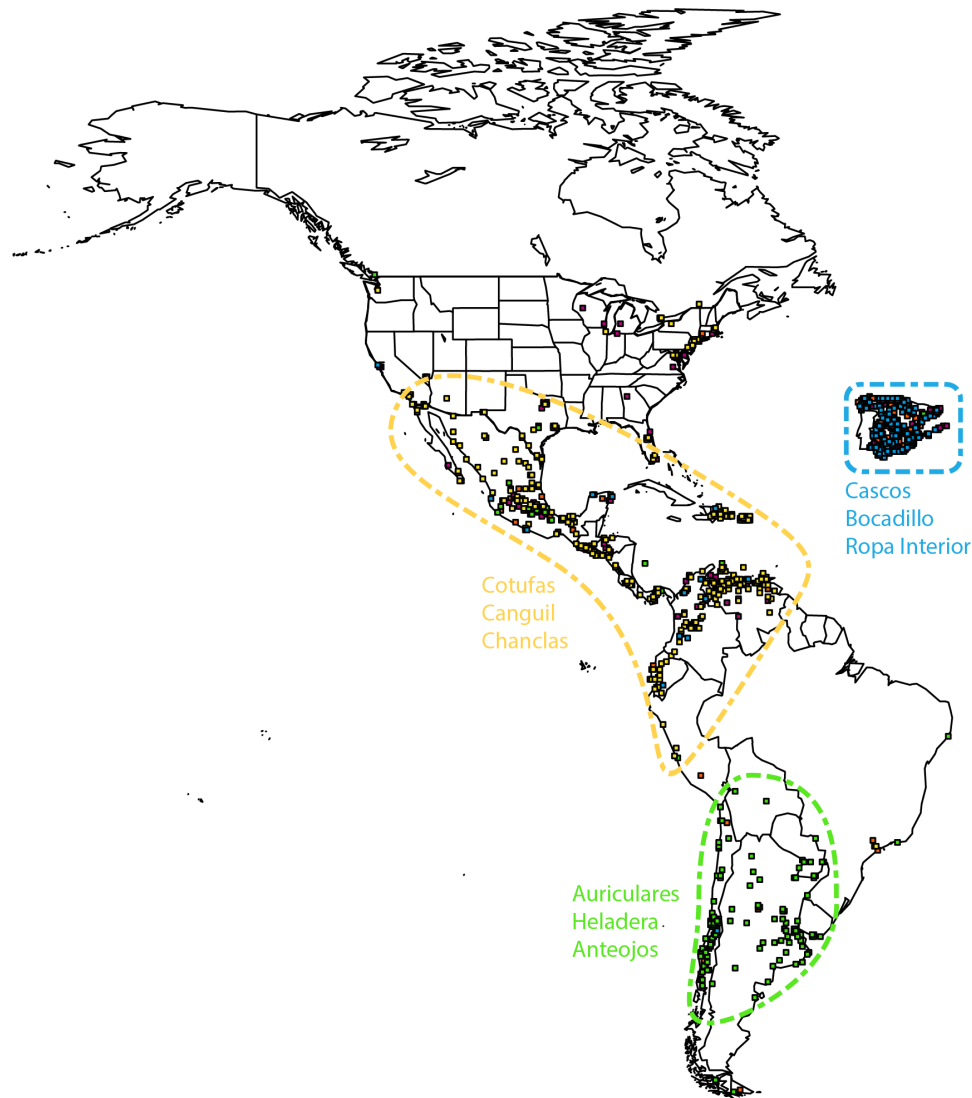 Cascos
Bocadillo
Ropa Interior
Cotufas
Canguil
Chanclas
Auriculares
Heladera
Anteojos